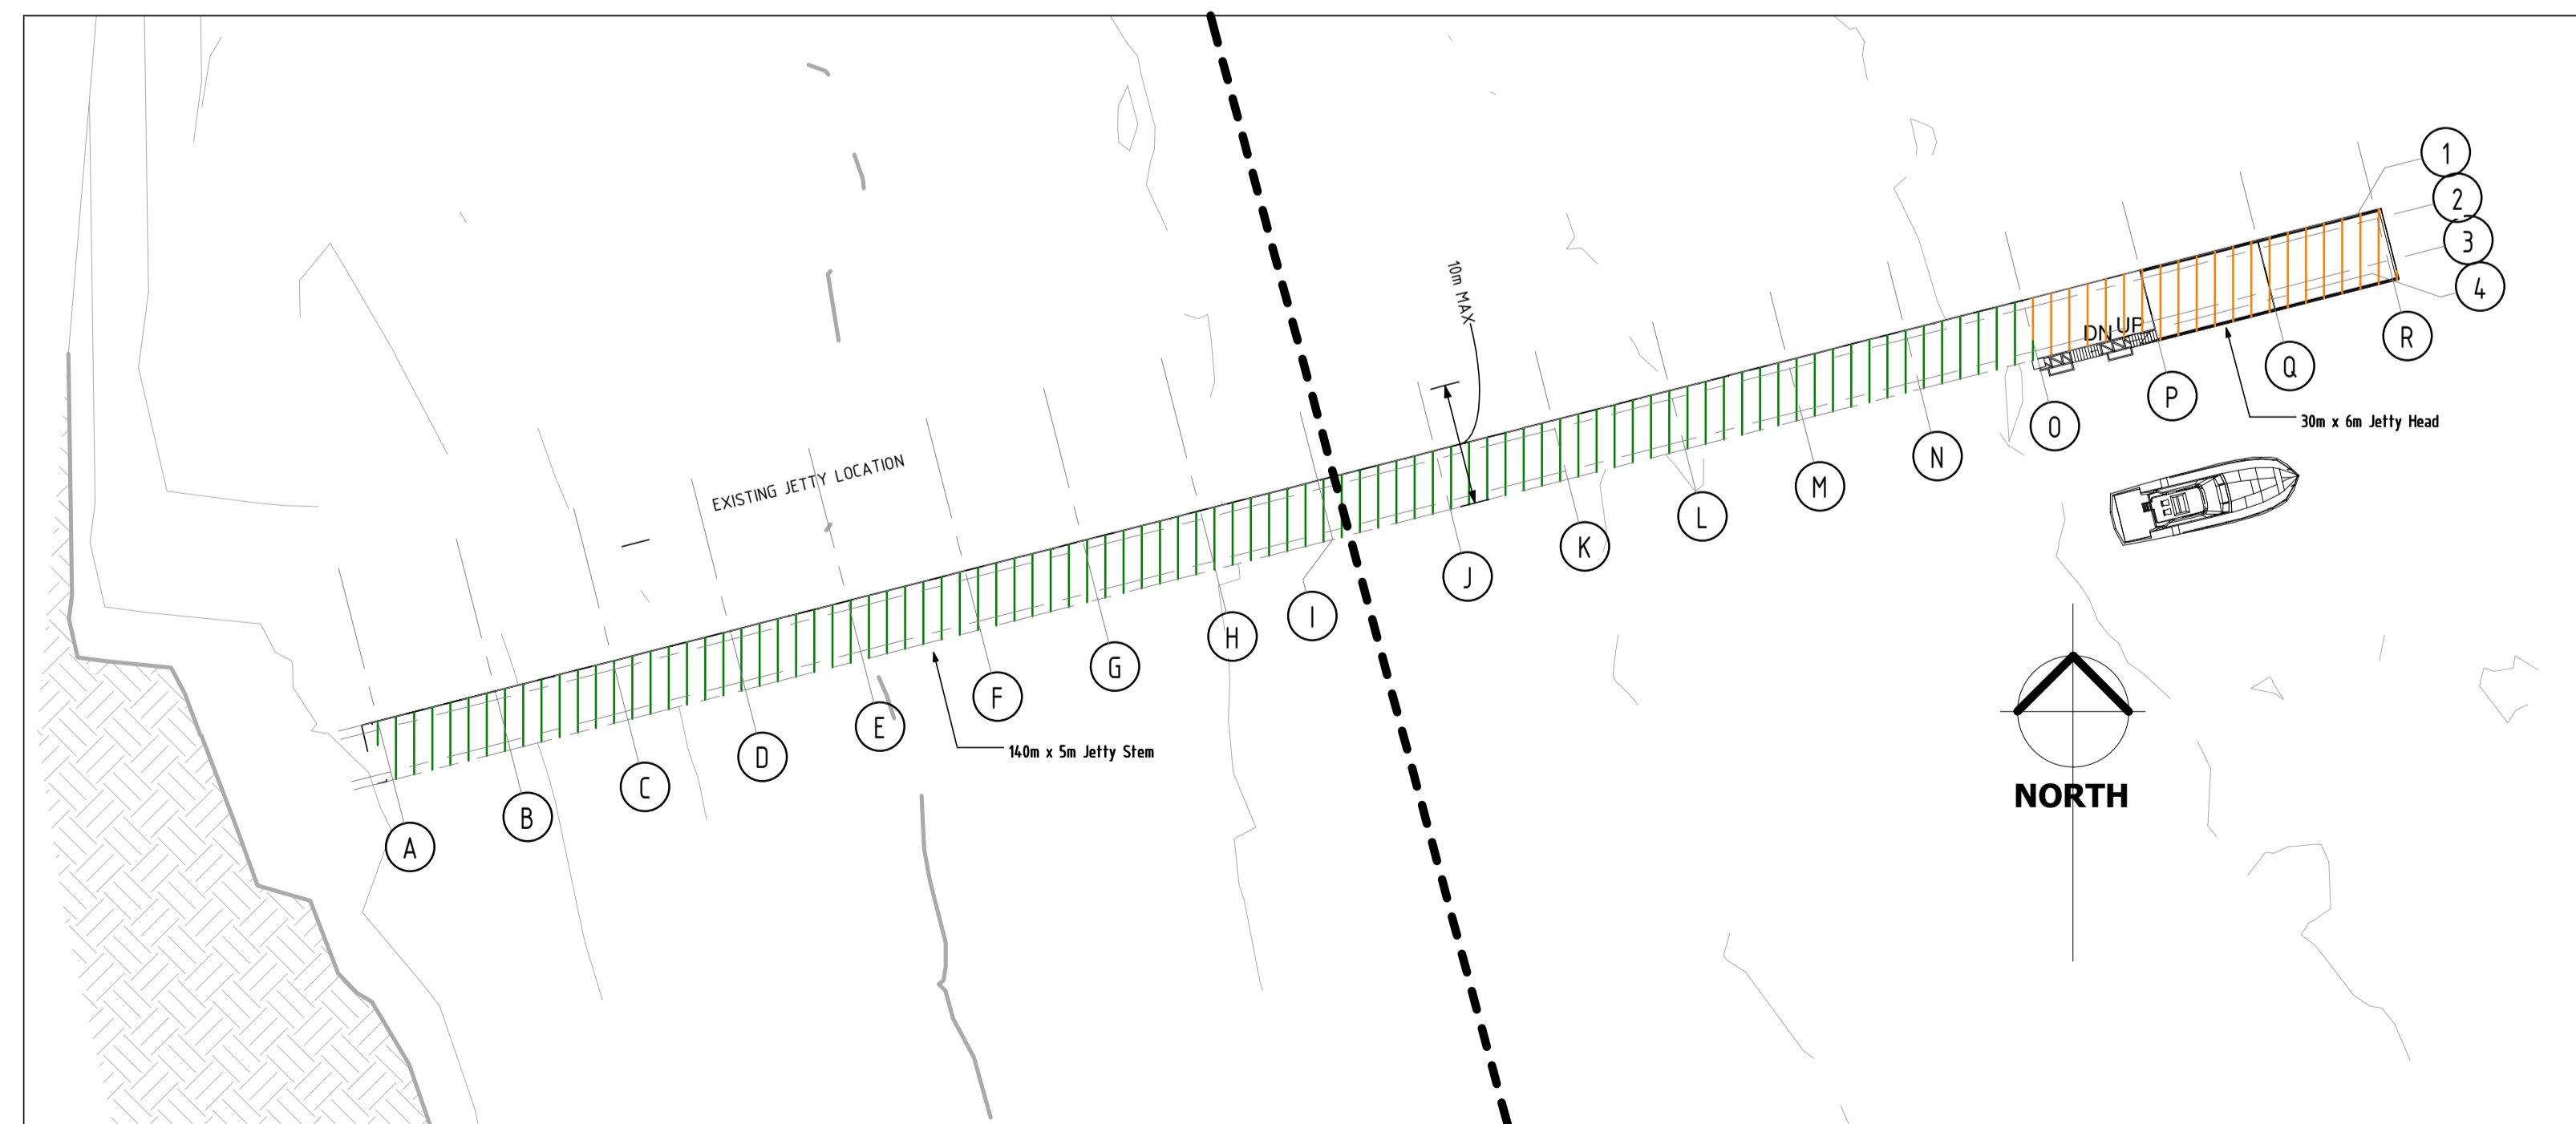 1
2
3
4
10m MAX
DN UP
R
Q
P
O
30m x 6m Jetty Head
N
M
L
K
J
EXISTING JETTY LOCATION
I
H
G
F
E
140m x 5m Jetty Stem
D
C
B
A
NORTH